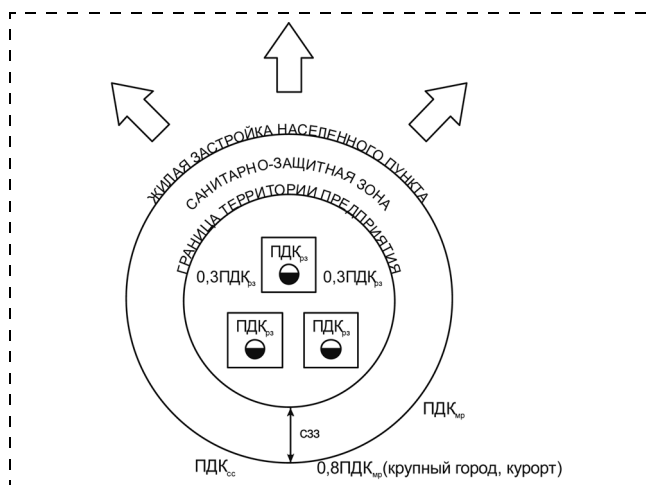 ЖИЛАЯ ЗАСТРОЙКА НАСЕЛЕННОГО ПУНКТА
САНИТАРНО-ЗАЩИТНАЯ ЗОНА
ГРАНИЦА ТЕРРИТОРИИ ПРЕДПРИЯТИЯ
ПДКрз
0,3ПДКрз 0,3ПДКрз
ПДКрз ПДКрз
ПДКмр
СЗЗ
ПДКсс 0,8ПДКмр(крупный город, курорт)